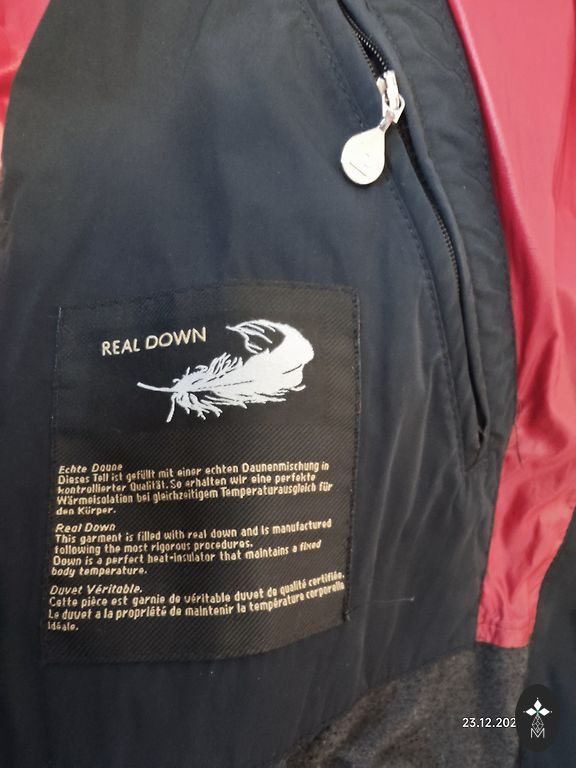 REAL DOWN
Echte Daune
Dieses Teil ist gefüllt mit einer echten Daunenmischung in
kontrollierter Qualität. So erhalten wir eine perfekte
Wärmeisolation bei gleichzeitigem Temperaturausgleich für
den Körper.
Real Down
This garment is filled with real down and is manufactured
following the most rigorous procedures.
Down is a perfect heat-insulator that maintains a fixed
body temperature.
Duvet Véritable.
Cette pièce est garnie de véritable duvet de qualité certifiée.
Le duvet a la propriété de maintenir la température corporelle
idéale.
23.12.202
M